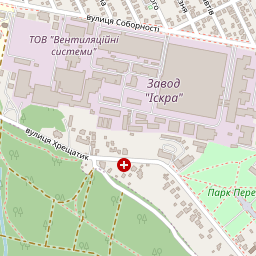 вулиця Соборності
ТОВ "Вентиляційні
системи"
Завод
"Іскра"
вулиця Хрещатик
Парк Пере